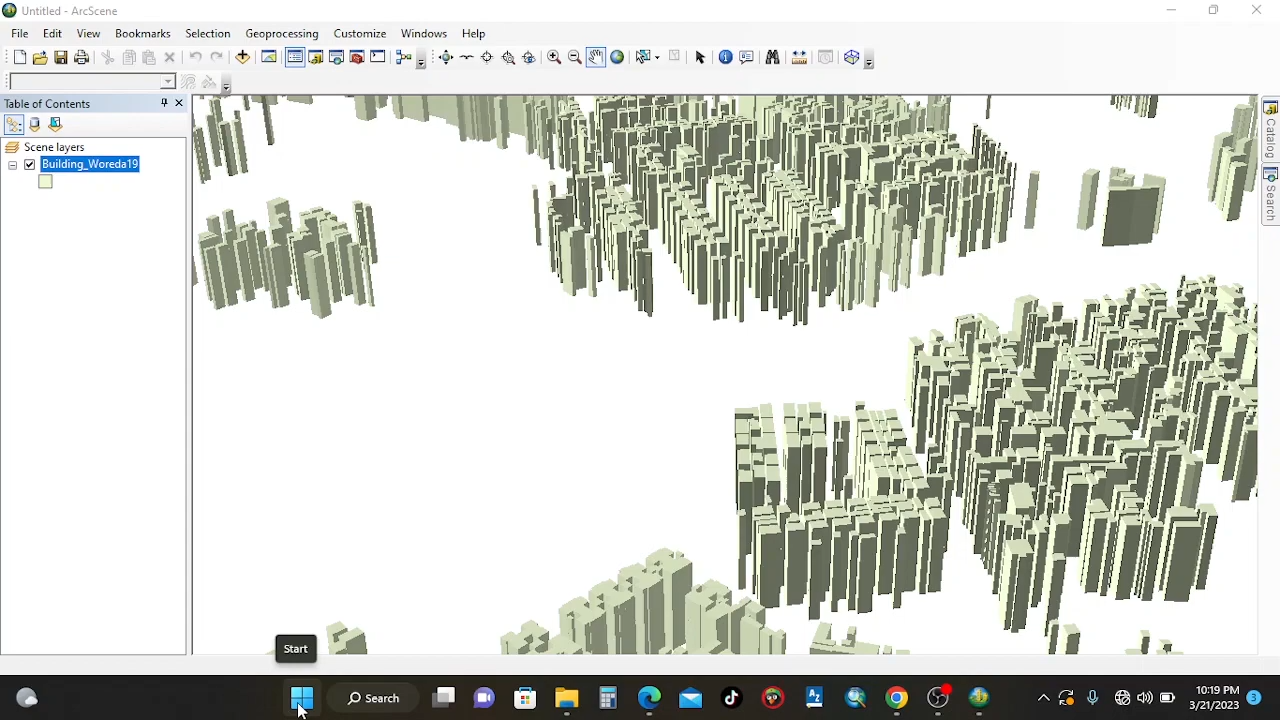 Untitled - ArcScene
File Edit View Bookmarks Selection Geoprocessing Customize Windows Help
Table of Contents
Scene layers
Building_Woreda19
Catalog
Search
Start
Search
10:19 PM
3/21/2023
3